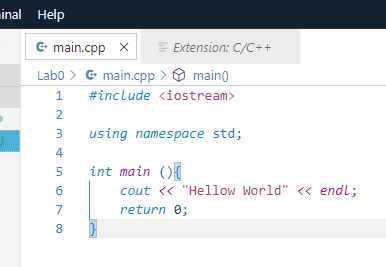 minal Help
main.cpp ×
Extension: C/C++
Lab0 > main.cpp > main()
1 #include <iostream>
2
3 using namespace std;
4
5 int main (){
6 cout << "Hellow World" << endl;
7 return 0;
8 }